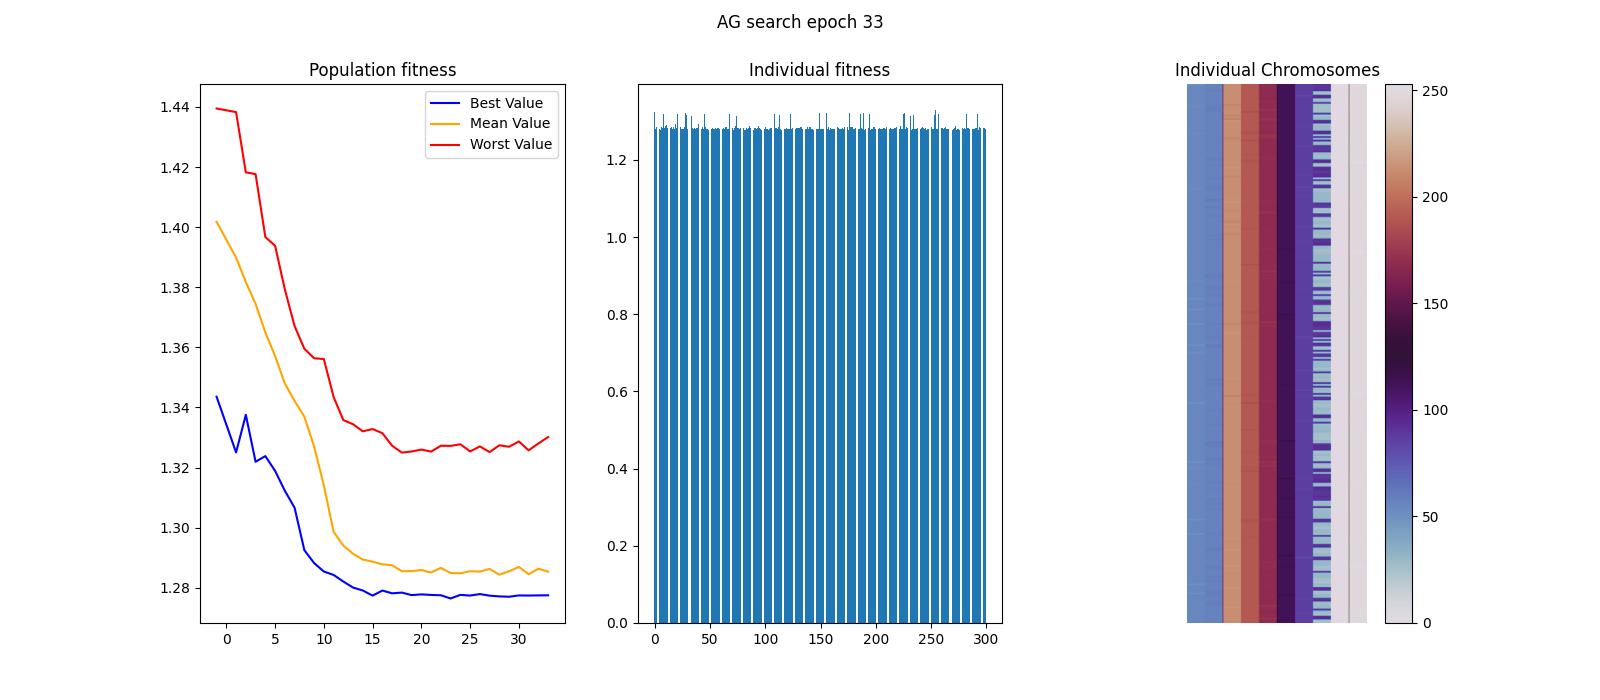 AG search epoch 33
Population fitness
1.44
1.42
1.40
1.38
1.36
1.34
1.32
1.30
1.28
0 5 10 15 20 25 30
Best Value
Mean Value
Worst Value
Individual fitness
1.2
1.0
0.8
0.6
0.4
0.2
0.0
0 50 100 150 200 250 300
Individual Chromosomes
250
200
150
100
50
0